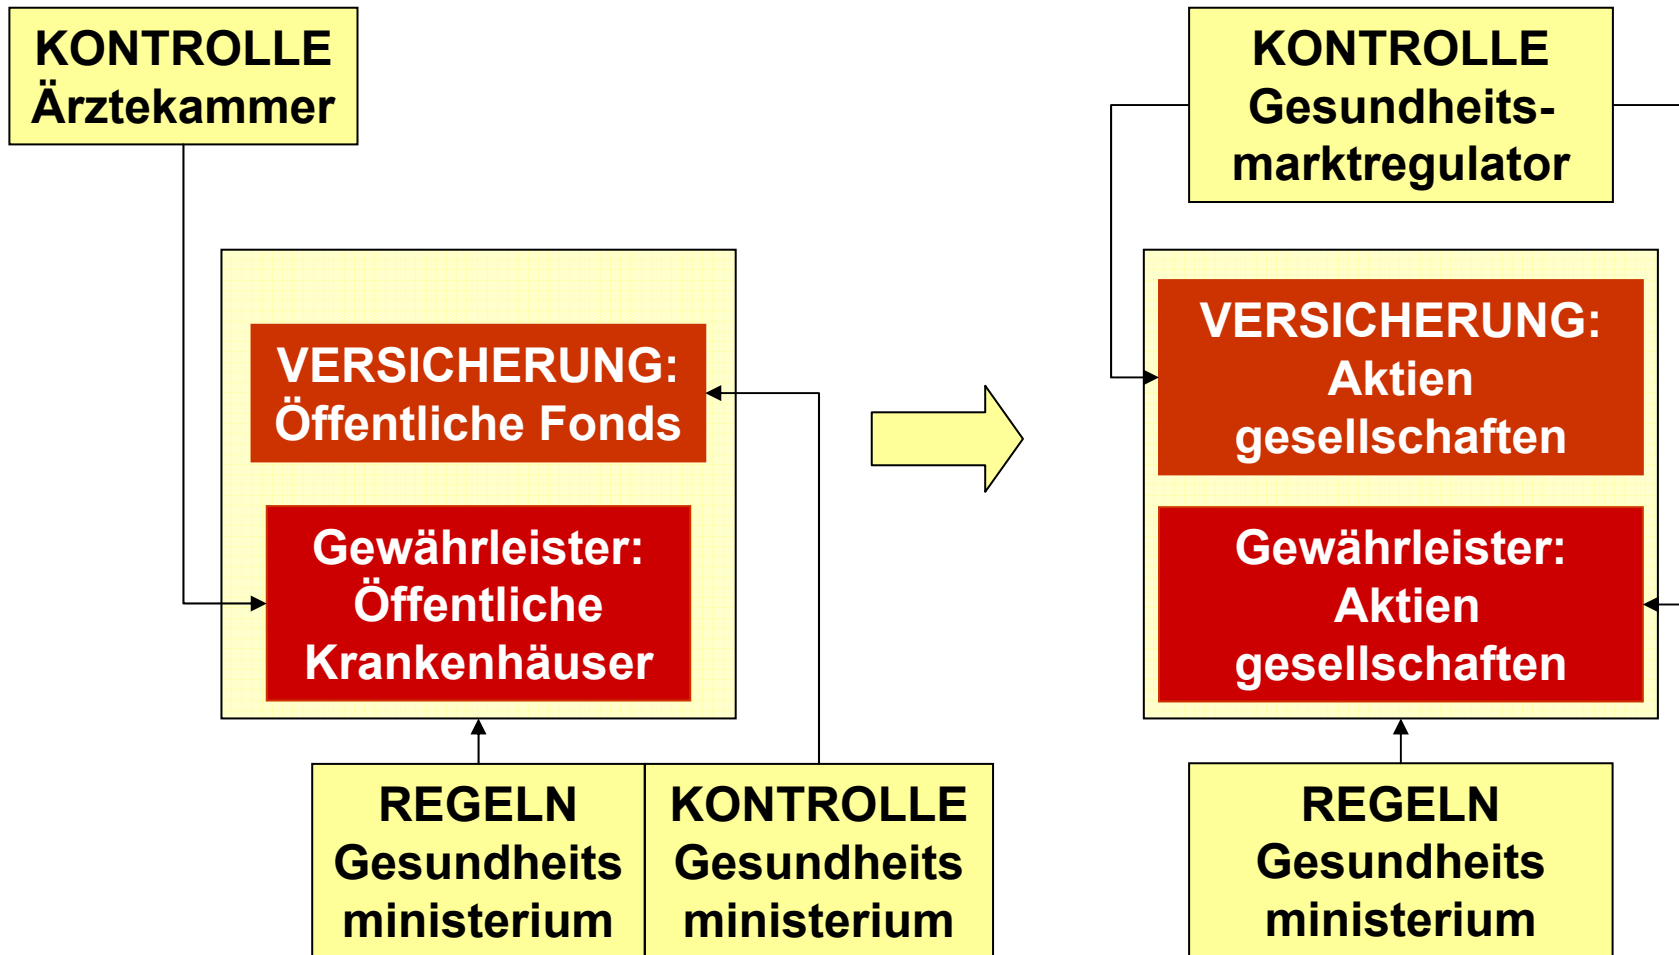 KONTROLLE
Ärztekammer
VERSICHERUNG:
Öffentliche Fonds
Gewährleister:
Öffentliche
Krankenhäuser
REGELN
Gesundheits
ministerium
KONTROLLE
Gesundheits
ministerium
KONTROLLE
Gesundheits-
marktregulator
VERSICHERUNG:
Aktien
gesellschaften
Gewährleister:
Aktien
gesellschaften
REGELN
Gesundheits
ministerium